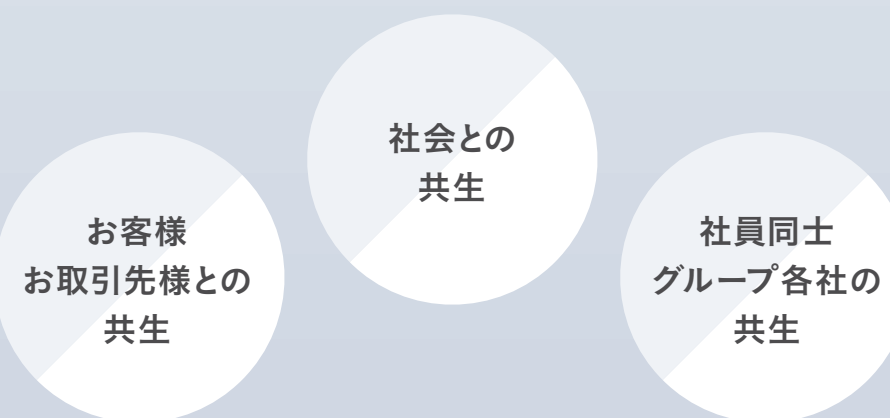 社会との
共生
お客様
お取引先様との
共生
社員同士
グループ各社の
共生